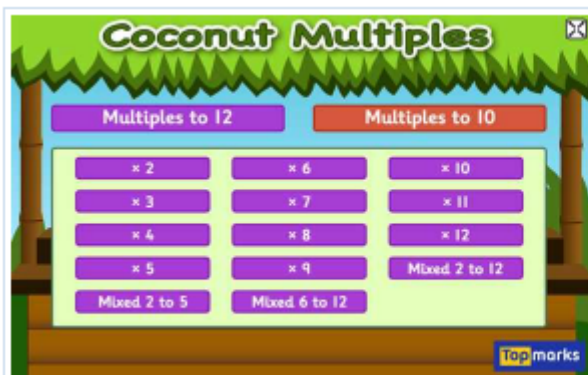 Coconut Multiples
Multiples to 12 Multiples to 10
× 2 × 6 × 10
× 3 × 7 × 11
× 4 × 8 × 12
× 5 × 9 Mixed 2 to 12
Mixed 2 to 5 Mixed 6 to 12
Topmarks